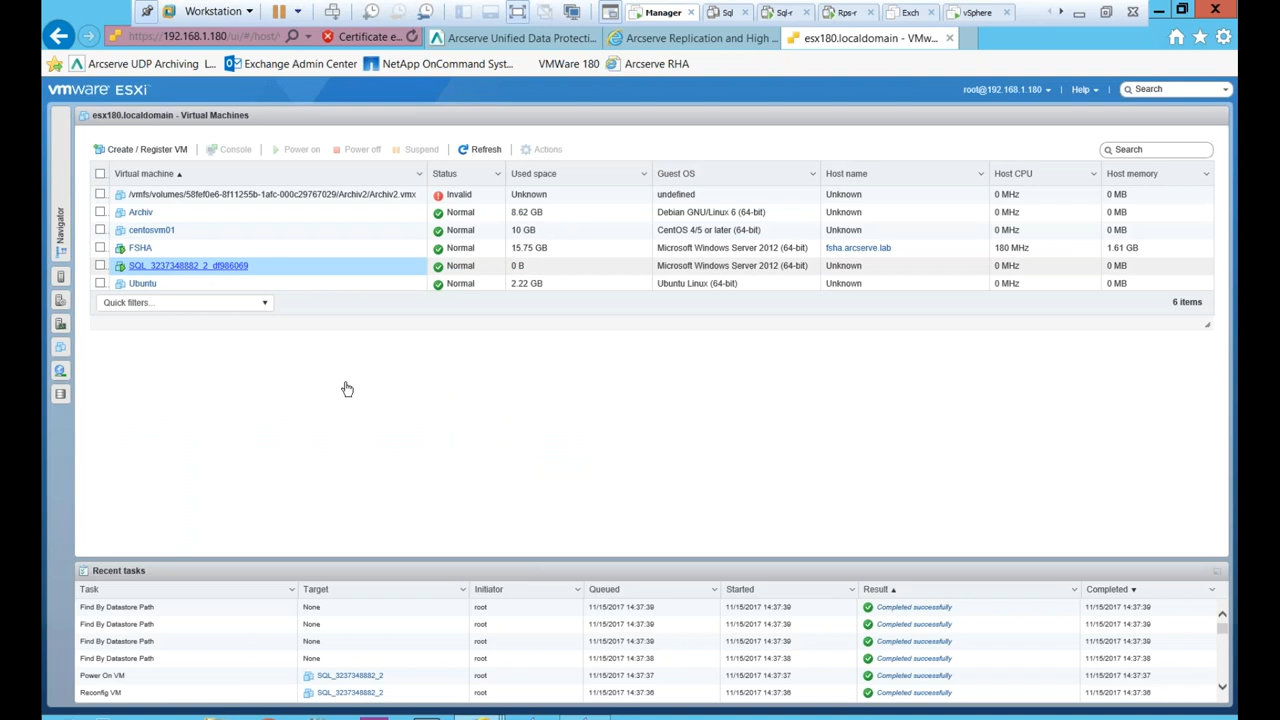 Workstation
Manager
Sql
Sql-r
Rps-r
Exch
vSphere
https://192.168.1.180/ui/#/host/
Certificate e...
Arcserve Unified Data Protecti...
Arcserve Replication and High ...
esx180.localdomain - VMw...
Arcserve UDP Archiving L...
Exchange Admin Center
NetApp OnCommand Syst...
VMWare 180
Arcserve RHA
vmware ESXi
root@192.168.1.180
Help
Search
esx180.localdomain - Virtual Machines
Navigator
Create / Register VM
Console
Power on
Power off
Suspend
Refresh
Actions
Search
Virtual machine Status Used space Guest OS Host name Host CPU Host memory
/vmfs/volumes/58fef0e6-8f11255b-1afc-000c29767029/Archiv2/Archiv2.vmx Invalid Unknown undefined Unknown 0 MHz 0 MB
Archiv Normal 8.62 GB Debian GNU/Linux 6 (64-bit) Unknown 0 MHz 0 MB
centosvm01 Normal 10 GB CentOS 4/5 or later (64-bit) Unknown 0 MHz 0 MB
FSHA Normal 15.75 GB Microsoft Windows Server 2012 (64-bit) fsha.arcserve.lab 180 MHz 1.61 GB
SQL_3237348882_2_df986069 Normal 0 B Microsoft Windows Server 2012 (64-bit) Unknown 0 MHz 0 MB
Ubuntu Normal 2.22 GB Ubuntu Linux (64-bit) Unknown 0 MHz 0 MB
Quick filters...
6 items
Recent tasks
Task Target Initiator Queued Started Result Completed
Find By Datastore Path None root 11/15/2017 14:37:39 11/15/2017 14:37:39 Completed successfully 11/15/2017 14:37:39
Find By Datastore Path None root 11/15/2017 14:37:39 11/15/2017 14:37:39 Completed successfully 11/15/2017 14:37:39
Find By Datastore Path None root 11/15/2017 14:37:39 11/15/2017 14:37:39 Completed successfully 11/15/2017 14:37:39
Find By Datastore Path None root 11/15/2017 14:37:38 11/15/2017 14:37:38 Completed successfully 11/15/2017 14:37:38
Power On VM SQL_3237348882_2 root 11/15/2017 14:37:37 11/15/2017 14:37:37 Completed successfully 11/15/2017 14:37:37
Reconfig VM SQL_3237348882_2 root 11/15/2017 14:37:36 11/15/2017 14:37:36 Completed successfully 11/15/2017 14:37:36